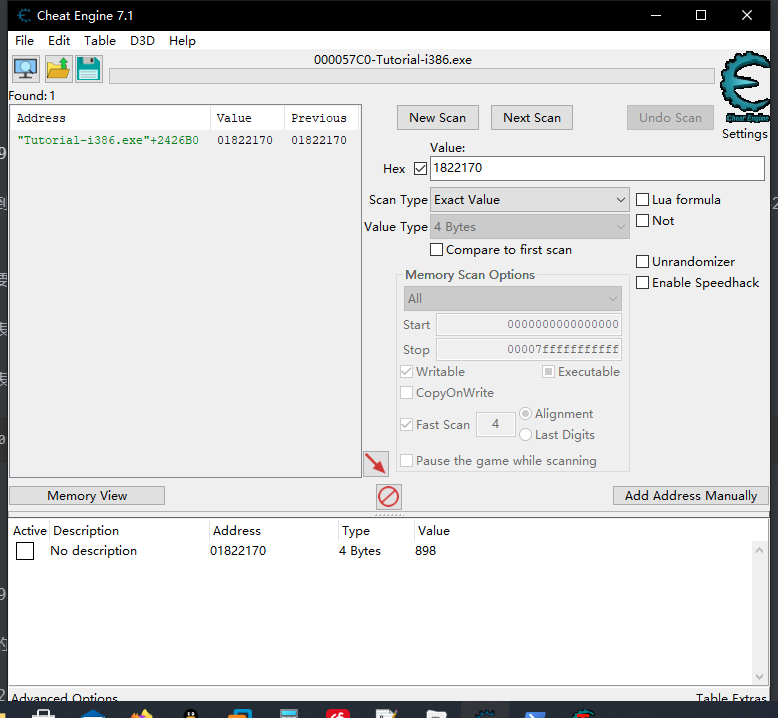 Cheat Engine 7.1
File Edit Table D3D Help
000057C0-Tutorial-i386.exe
Found: 1
Address Value Previous
"Tutorial-i386.exe"+2426B0 01822170 01822170
New Scan Next Scan Undo Scan
Cheat Engine
Settings
Value:
Hex 1822170
Scan Type Exact Value
Lua formula
Value Type 4 Bytes
Not
Compare to first scan
Unrandomizer
Enable Speedhack
Memory Scan Options
All
Start 0000000000000000
Stop 00007fffffffffff
Writable Executable
CopyOnWrite
Fast Scan 4 Alignment
Last Digits
Pause the game while scanning
Memory View
Add Address Manually
Active Description Address Type Value
No description 01822170 4 Bytes 898
Advanced Options
Table Extras